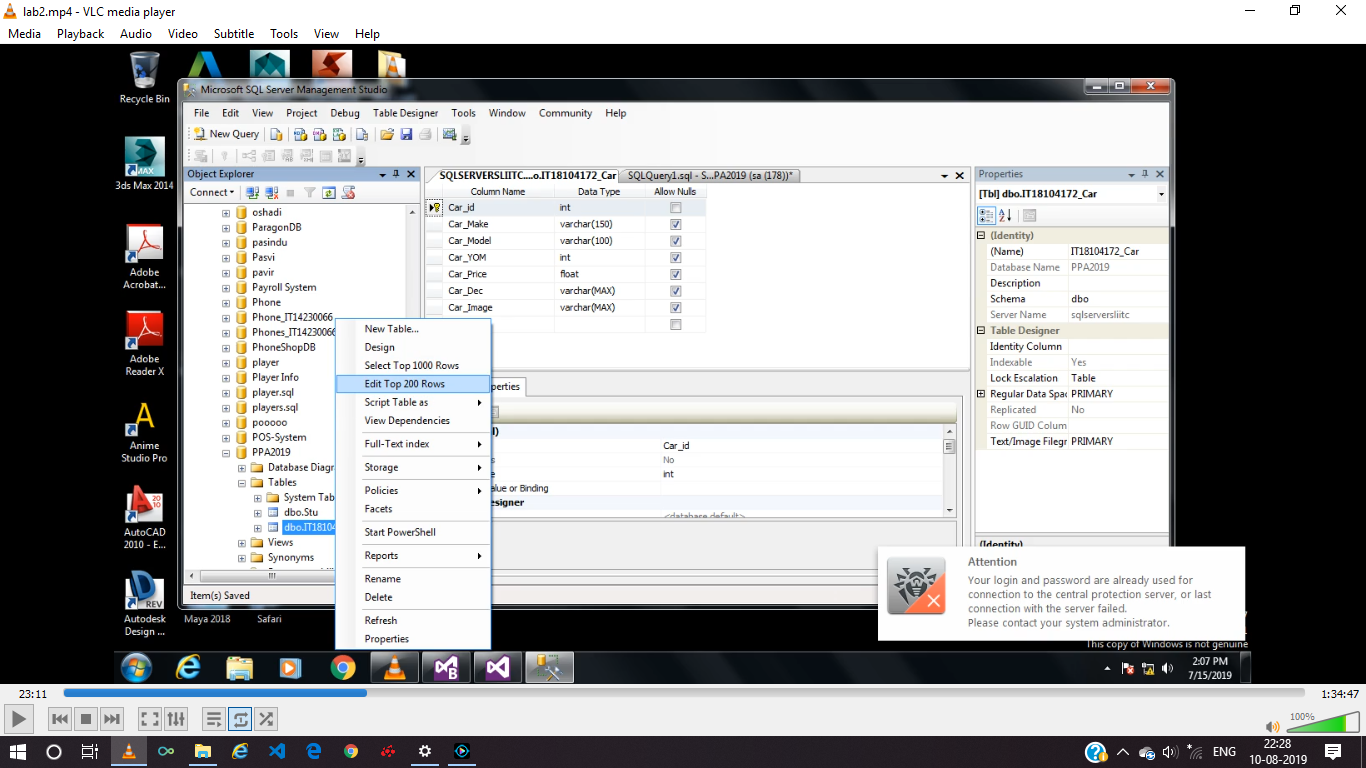 lab2.mp4 - VLC media player
Media Playback Audio Video Subtitle Tools View Help
Recycle Bin
3ds Max 2014
Adobe Acrobat...
Adobe Reader X
Anime Studio Pro
AutoCAD 2010 - E...
Autodesk Design ...
Maya 2018
Safari
Microsoft SQL Server Management Studio
File Edit View Project Debug Table Designer Tools Window Community Help
New Query
Object Explorer
Connect
oshadi
ParagonDB
pasindu
Pasvi
pavir
Payroll System
Phone
Phone_IT14230066
Phones_IT14230066
PhoneShopDB
player
Player Info
player.sql
players.sql
pooooo
POS-System
PPA2019
Database Diagr
Tables
System Tab
dbo.Stu
dbo.IT18104
Views
Synonyms
Item(s) Saved
New Table...
Design
Select Top 1000 Rows
Edit Top 200 Rows
Script Table as
View Dependencies
Full-Text index
Storage
Policies
Facets
Start PowerShell
Reports
Rename
Delete
Refresh
Properties
SQLSERVERSLIITC....o.IT18104172_Car SQLQuery1.sql - S...PA2019 (sa (178))*
Column Name Data Type Allow Nulls
Car_id int
Car_Make varchar(150)
Car_Model varchar(100)
Car_YOM int
Car_Price float
Car_Dec varchar(MAX)
Car_Image varchar(MAX)
perties
l)
Car_id
s No
e int
alue or Binding
esigner
<database default>
Properties
[Tbl] dbo.IT18104172_Car
(Identity)
(Name) IT18104172_Car
Database Name PPA2019
Description
Schema dbo
Server Name sqlserversliitc
Table Designer
Identity Column
Indexable Yes
Lock Escalation Table
Regular Data Spac PRIMARY
Replicated No
Row GUID Colum
Text/Image Filegr PRIMARY
(Identity)
Attention
Your login and password are already used for
connection to the central protection server, or last
connection with the server failed.
Please contact your system administrator.
This copy of Windows is not genuine
2:07 PM
7/15/2019
23:11
1:34:47
100%
ENG
22:28
10-08-2019